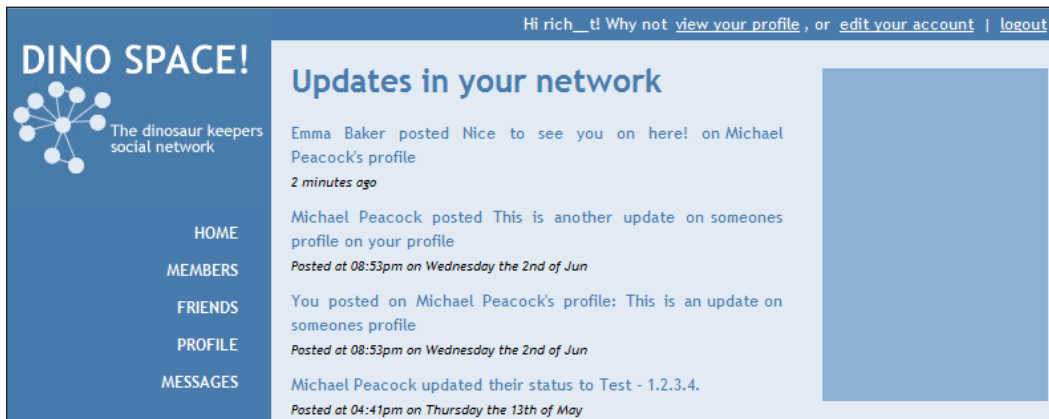 Hi rich__t! Why not view your profile , or edit your account | logout
DINO SPACE!
The dinosaur keepers
social network
HOME
MEMBERS
FRIENDS
PROFILE
MESSAGES
Updates in your network
Emma Baker posted Nice to see you on here! on Michael
Peacock's profile
2 minutes ago
Michael Peacock posted This is another update on someones
profile on your profile
Posted at 08:53pm on Wednesday the 2nd of Jun
You posted on Michael Peacock's profile: This is an update on
someones profile
Posted at 08:53pm on Wednesday the 2nd of Jun
Michael Peacock updated their status to Test - 1.2.3.4.
Posted at 04:41pm on Thursday the 13th of May